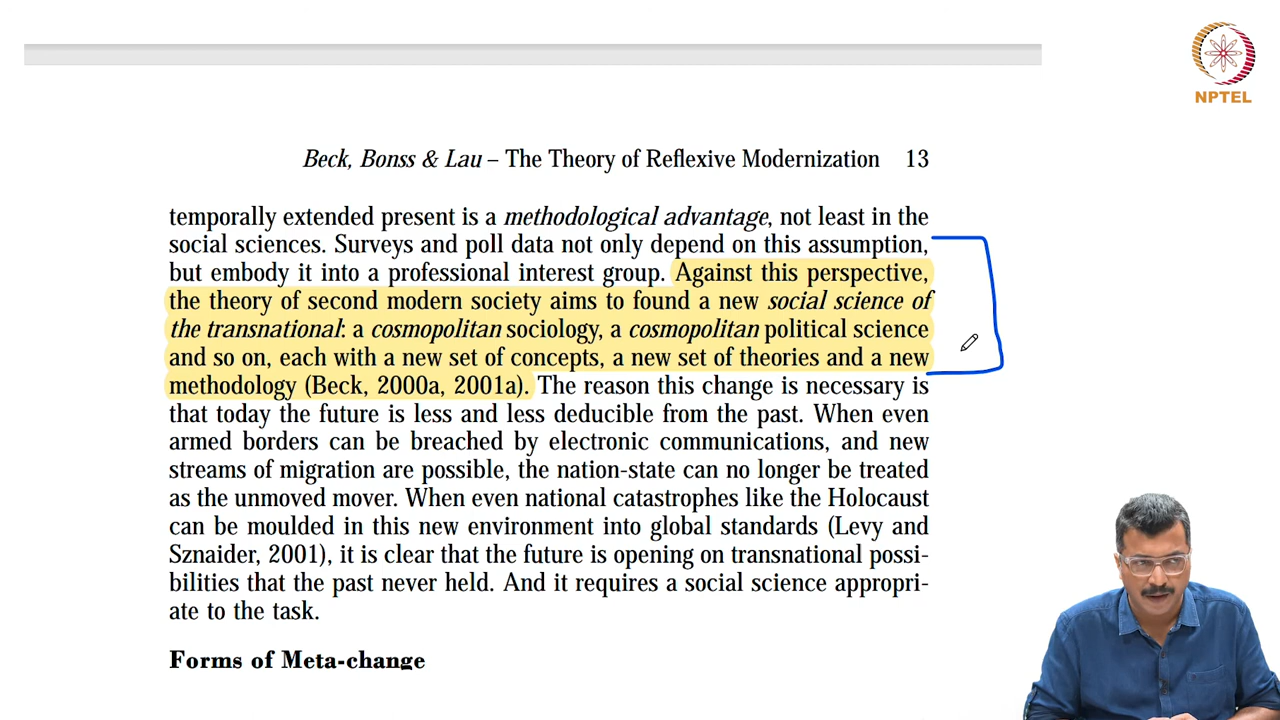 NPTEL
Beck, Bonss & Lau – The Theory of Reflexive Modernization 13
temporally extended present is a methodological advantage, not least in the
social sciences. Surveys and poll data not only depend on this assumption,
but embody it into a professional interest group. Against this perspective,
the theory of second modern society aims to found a new social science of
the transnational: a cosmopolitan sociology, a cosmopolitan political science
and so on, each with a new set of concepts, a new set of theories and a new
methodology (Beck, 2000a, 2001a). The reason this change is necessary is
that today the future is less and less deducible from the past. When even
armed borders can be breached by electronic communications, and new
streams of migration are possible, the nation-state can no longer be treated
as the unmoved mover. When even national catastrophes like the Holocaust
can be moulded in this new environment into global standards (Levy and
Sznaider, 2001), it is clear that the future is opening on transnational possi-
bilities that the past never held. And it requires a social science appropri-
ate to the task.
Forms of Meta-change